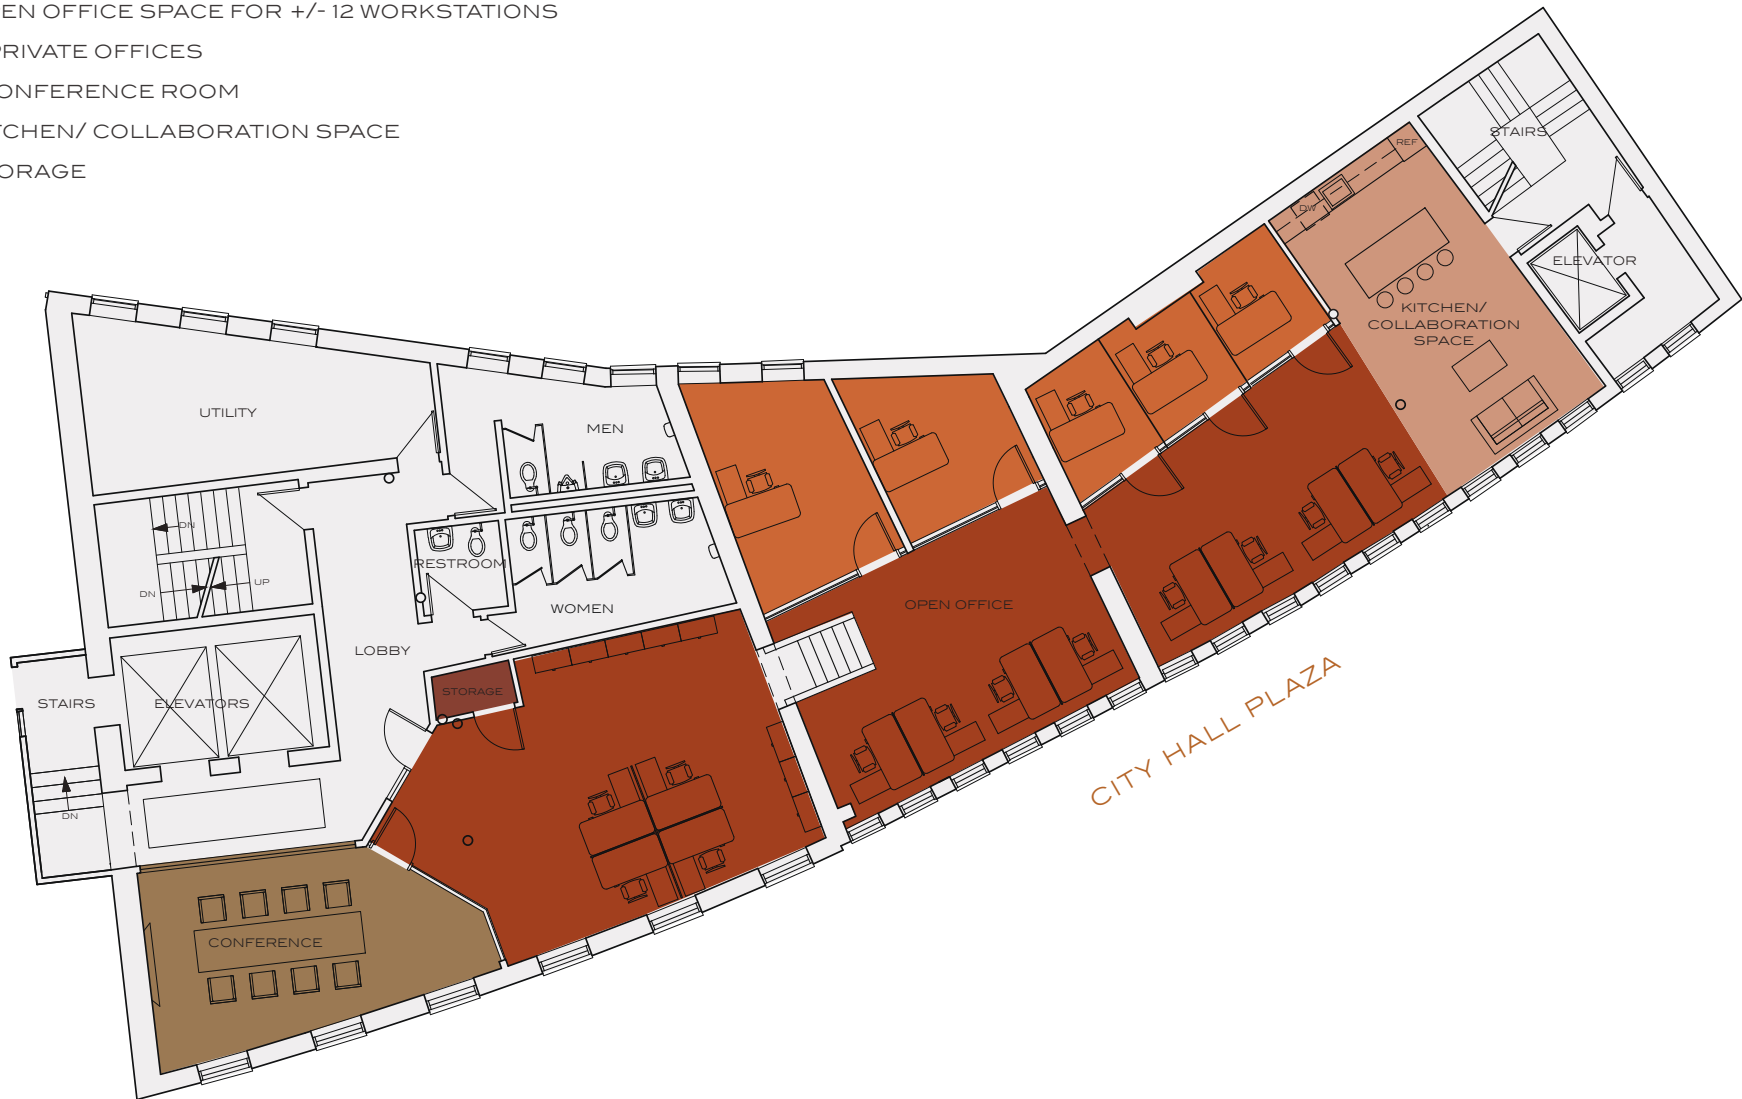 EN OFFICE SPACE FOR +/- 12 WORKSTATIONS
PRIVATE OFFICES
ONFERENCE ROOM
TCHEN/ COLLABORATION SPACE
ORAGE
STAIRS
REF
DW
ELEVATOR
KITCHEN/
COLLABORATION
SPACE
UTILITY
MEN
DN
RESTROOM
DN
UP
WOMEN
OPEN OFFICE
LOBBY
STORAGE
STAIRS
ELEVATORS
DN
CITY HALL PLAZA
CONFERENCE